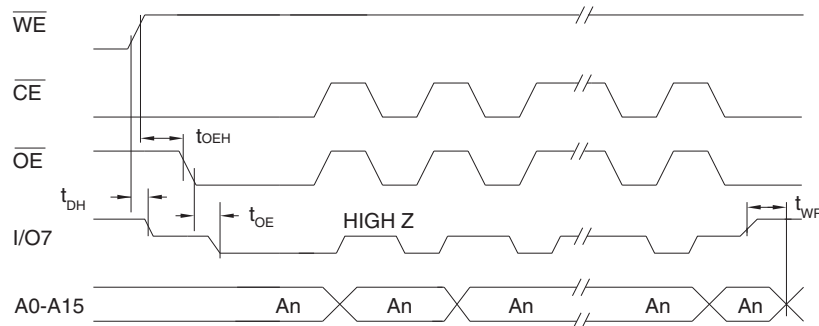 WE
CE
tOEH
OE
tDH
tOE
HIGH Z
tWR
I/O7
A0-A15 An An An An An